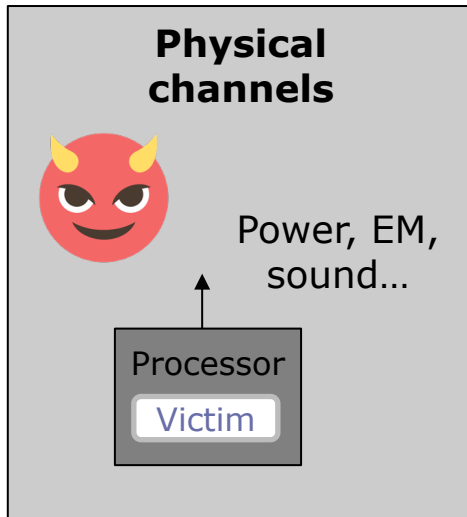 Physical
channels
Power, EM,
sound…
Processor
Victim